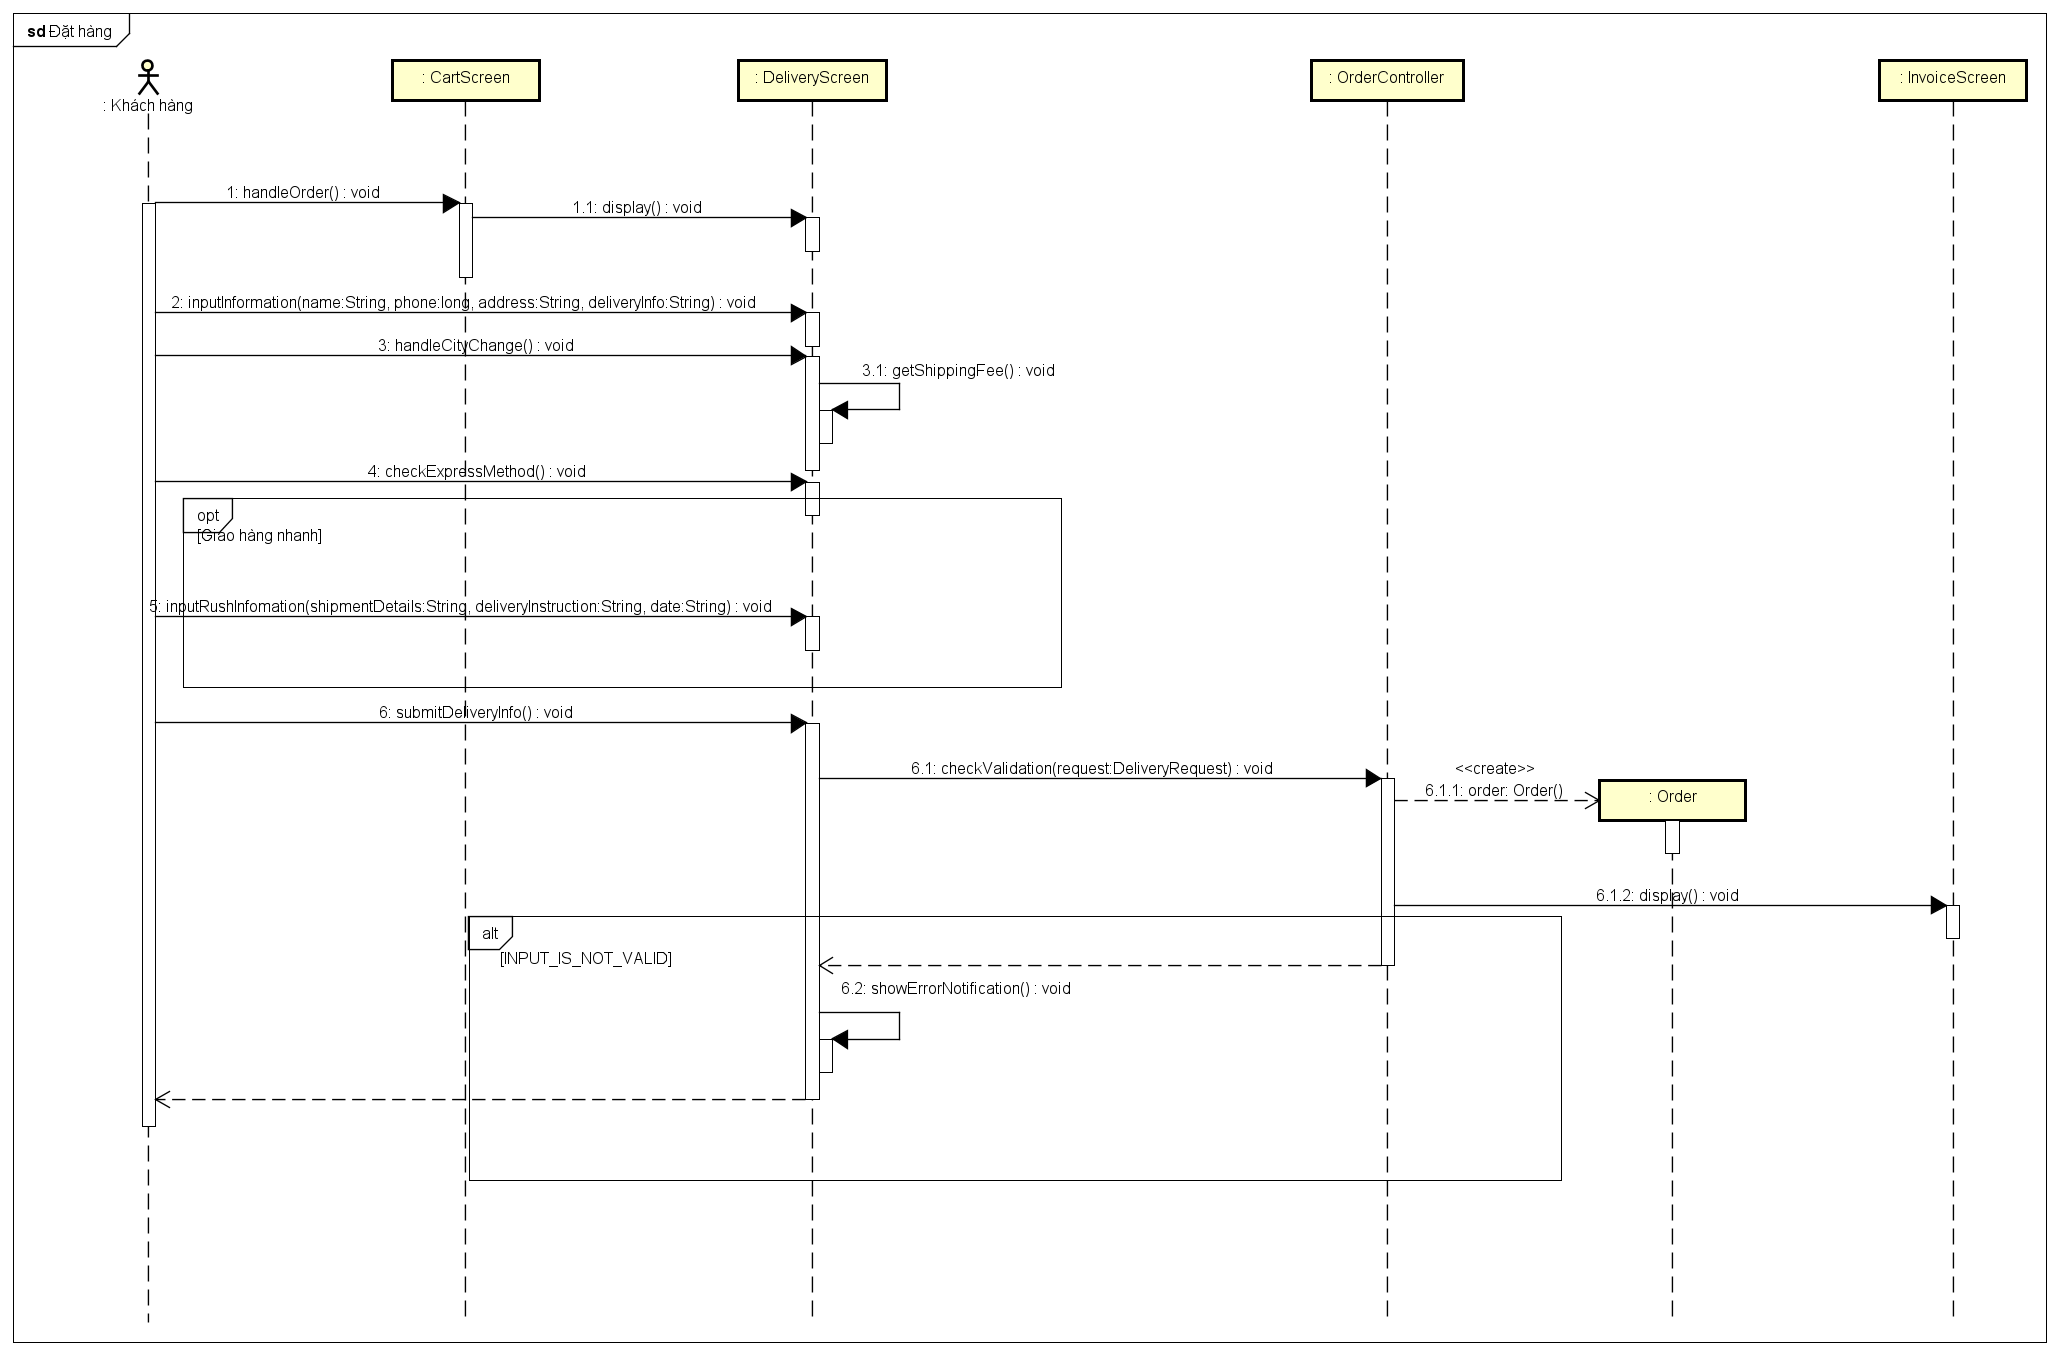 sd Đặt hàng
: Khách hàng
: CartScreen
: DeliveryScreen
: OrderController
: InvoiceScreen
1: handleOrder() : void
1.1: display() : void
2: inputInformation(name:String, phone:long, address:String, deliveryInfo:String) : void
3: handleCityChange() : void
3.1: getShippingFee() : void
4: checkExpressMethod() : void
opt
[Giao hàng nhanh]
5: inputRushInfomation(shipmentDetails:String, deliveryInstruction:String, date:String) : void
6: submitDeliveryInfo() : void
6.1: checkValidation(request:DeliveryRequest) : void
<<create>>
6.1.1: order: Order()
: Order
6.1.2: display() : void
alt
[INPUT_IS_NOT_VALID]
6.2: showErrorNotification() : void